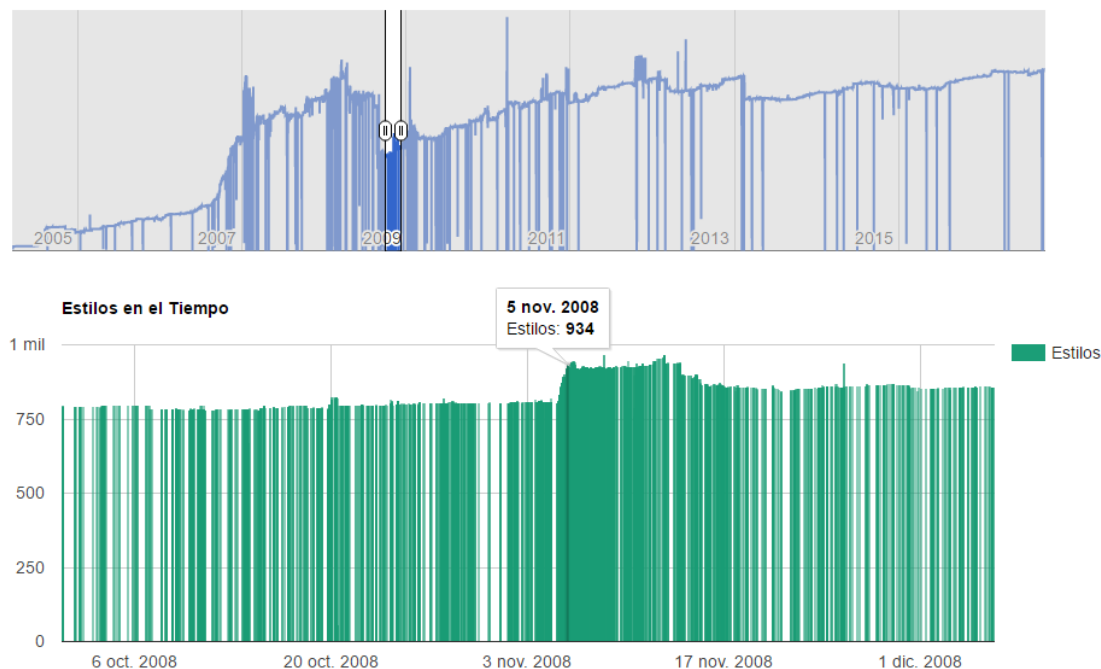 2005 2007 2009 2011 2013 2015
Estilos en el Tiempo
5 nov. 2008
Estilos: 934
1 mil
Estilos
750
500
250
0
6 oct. 2008 20 oct. 2008 3 nov. 2008 17 nov. 2008 1 dic. 2008